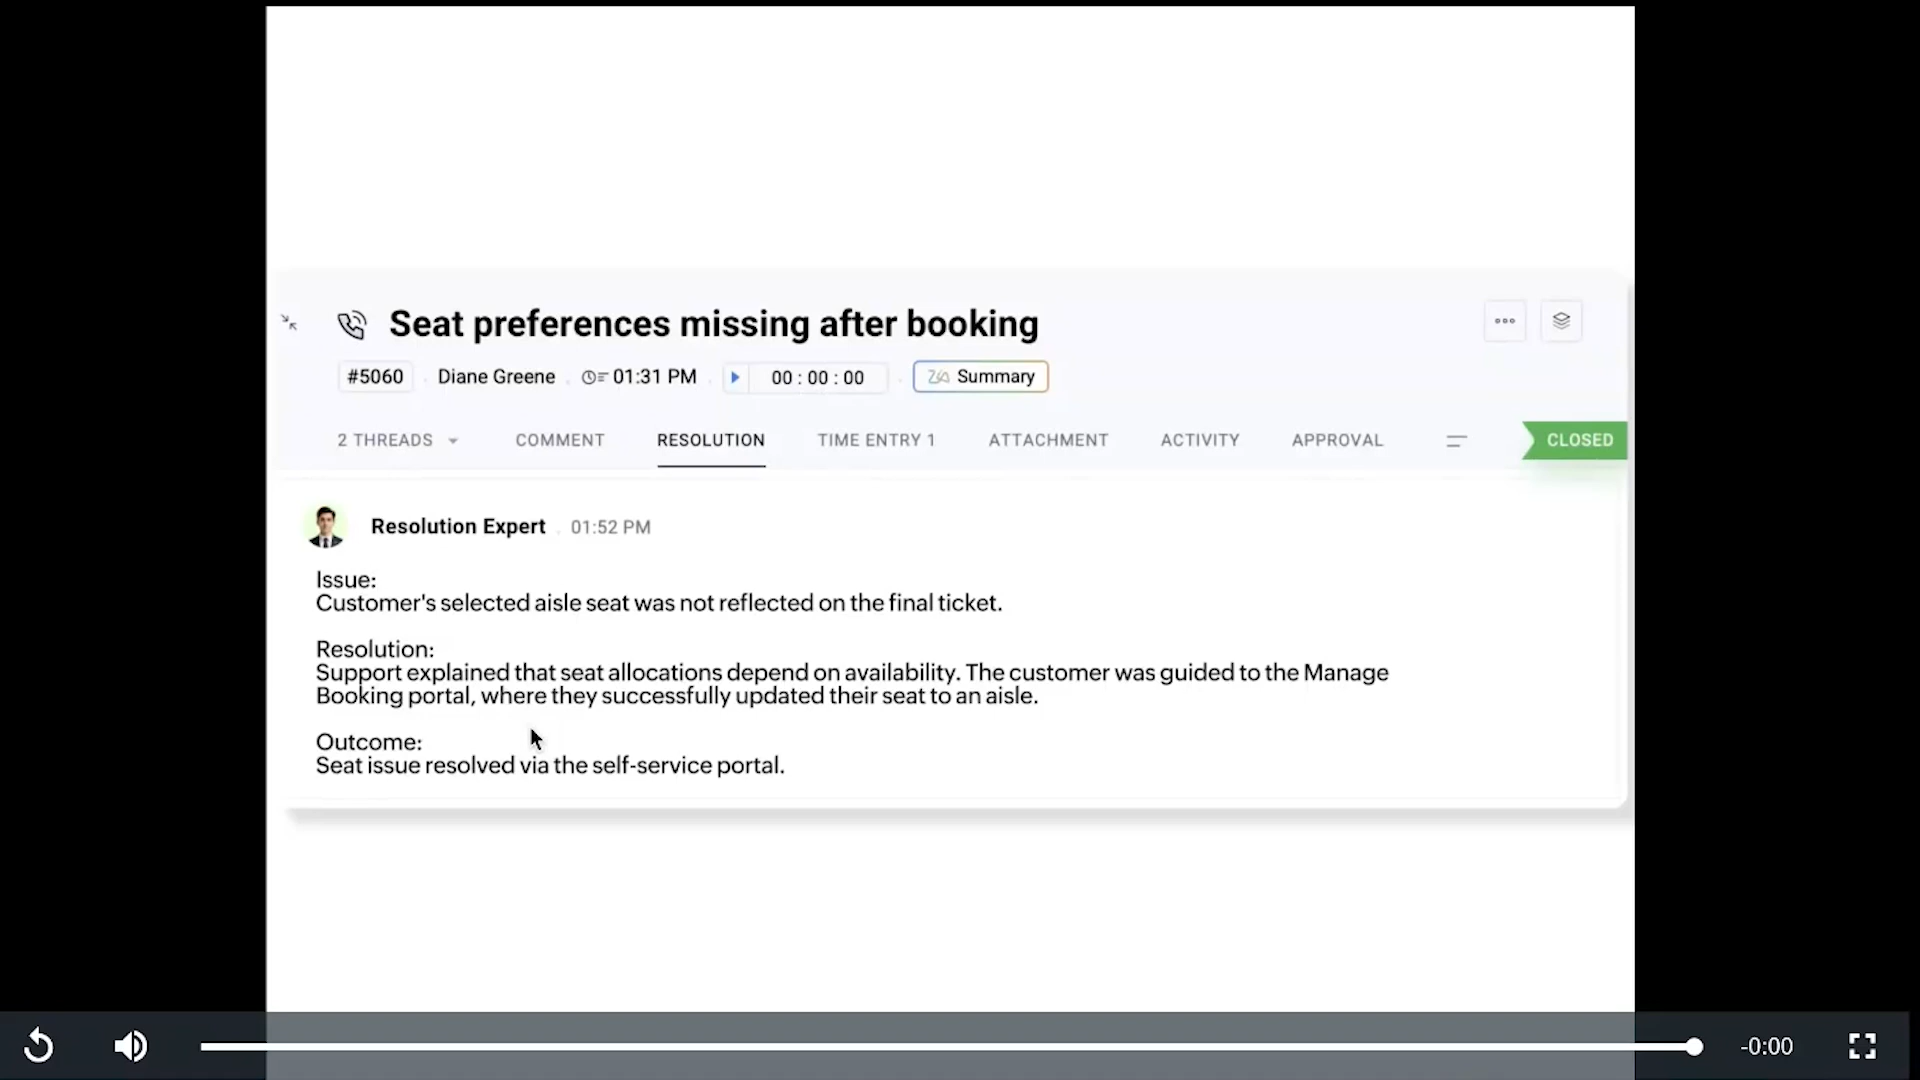 Seat preferences missing after booking
#5060 Diane Greene 01:31 PM 00 : 00 : 00 Summary
2 THREADS COMMENT RESOLUTION TIME ENTRY 1 ATTACHMENT ACTIVITY APPROVAL CLOSED
Resolution Expert 01:52 PM
Issue:
Customer's selected aisle seat was not reflected on the final ticket.
Resolution:
Support explained that seat allocations depend on availability. The customer was guided to the Manage
Booking portal, where they successfully updated their seat to an aisle.
Outcome:
Seat issue resolved via the self-service portal.
-0:00